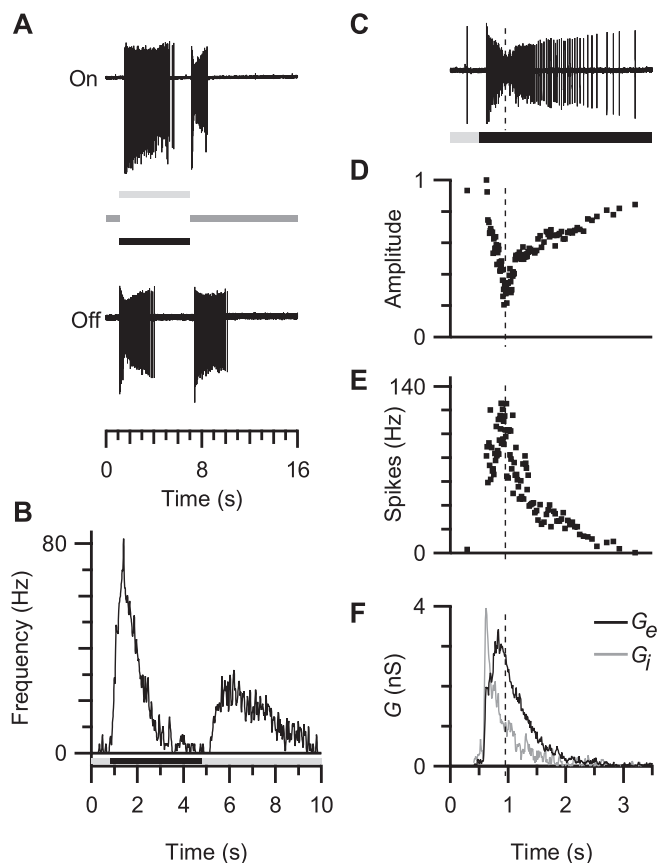 A
On
Off
0 8 16
Time (s)
B
80
0
Frequency (Hz)
0 2 4 6 8 10
Time (s)
C
D
1
0
Amplitude
E
140
0
Spikes (Hz)
F
4
0
G (nS)
Ge
Gi
0 1 2 3
Time (s)